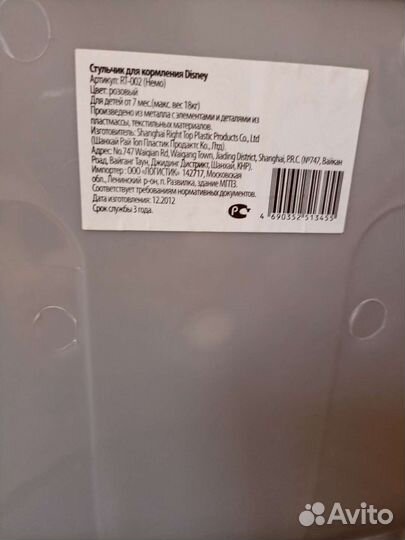 Стульчик для кормления Disney
Артикул: RT-002 (Немо)
Цвет: розовый
Для детей от 7 мес.(макс. вес 18кг)
Произведено из металла с элементами и деталями из
пластмассы, текстильных материалов.
Изготовитель: Shanghai Right Top Plastic Products Co., Ltd
(Шанхай Рай Топ Пластик Продактс Ко., Лтд).
Адрес: No.747 Waiqian Rd, Waigang Town, Jiading District, Shanghai, P.R.C. (№747, Вайкан
Роад, Вайганг Таун, Джидинг Дистрикт, Шанхай, КНР).
Импортер : ООО «ЛОГИСТИК» 142717, Московская
обл., Ленинский р-он, п. Развилка, здание МГПЗ.
Соответствует требованиям нормативных документов.
Дата изготовления: 12.2012
Срок службы 3 года.
4 690352 513455
Avito